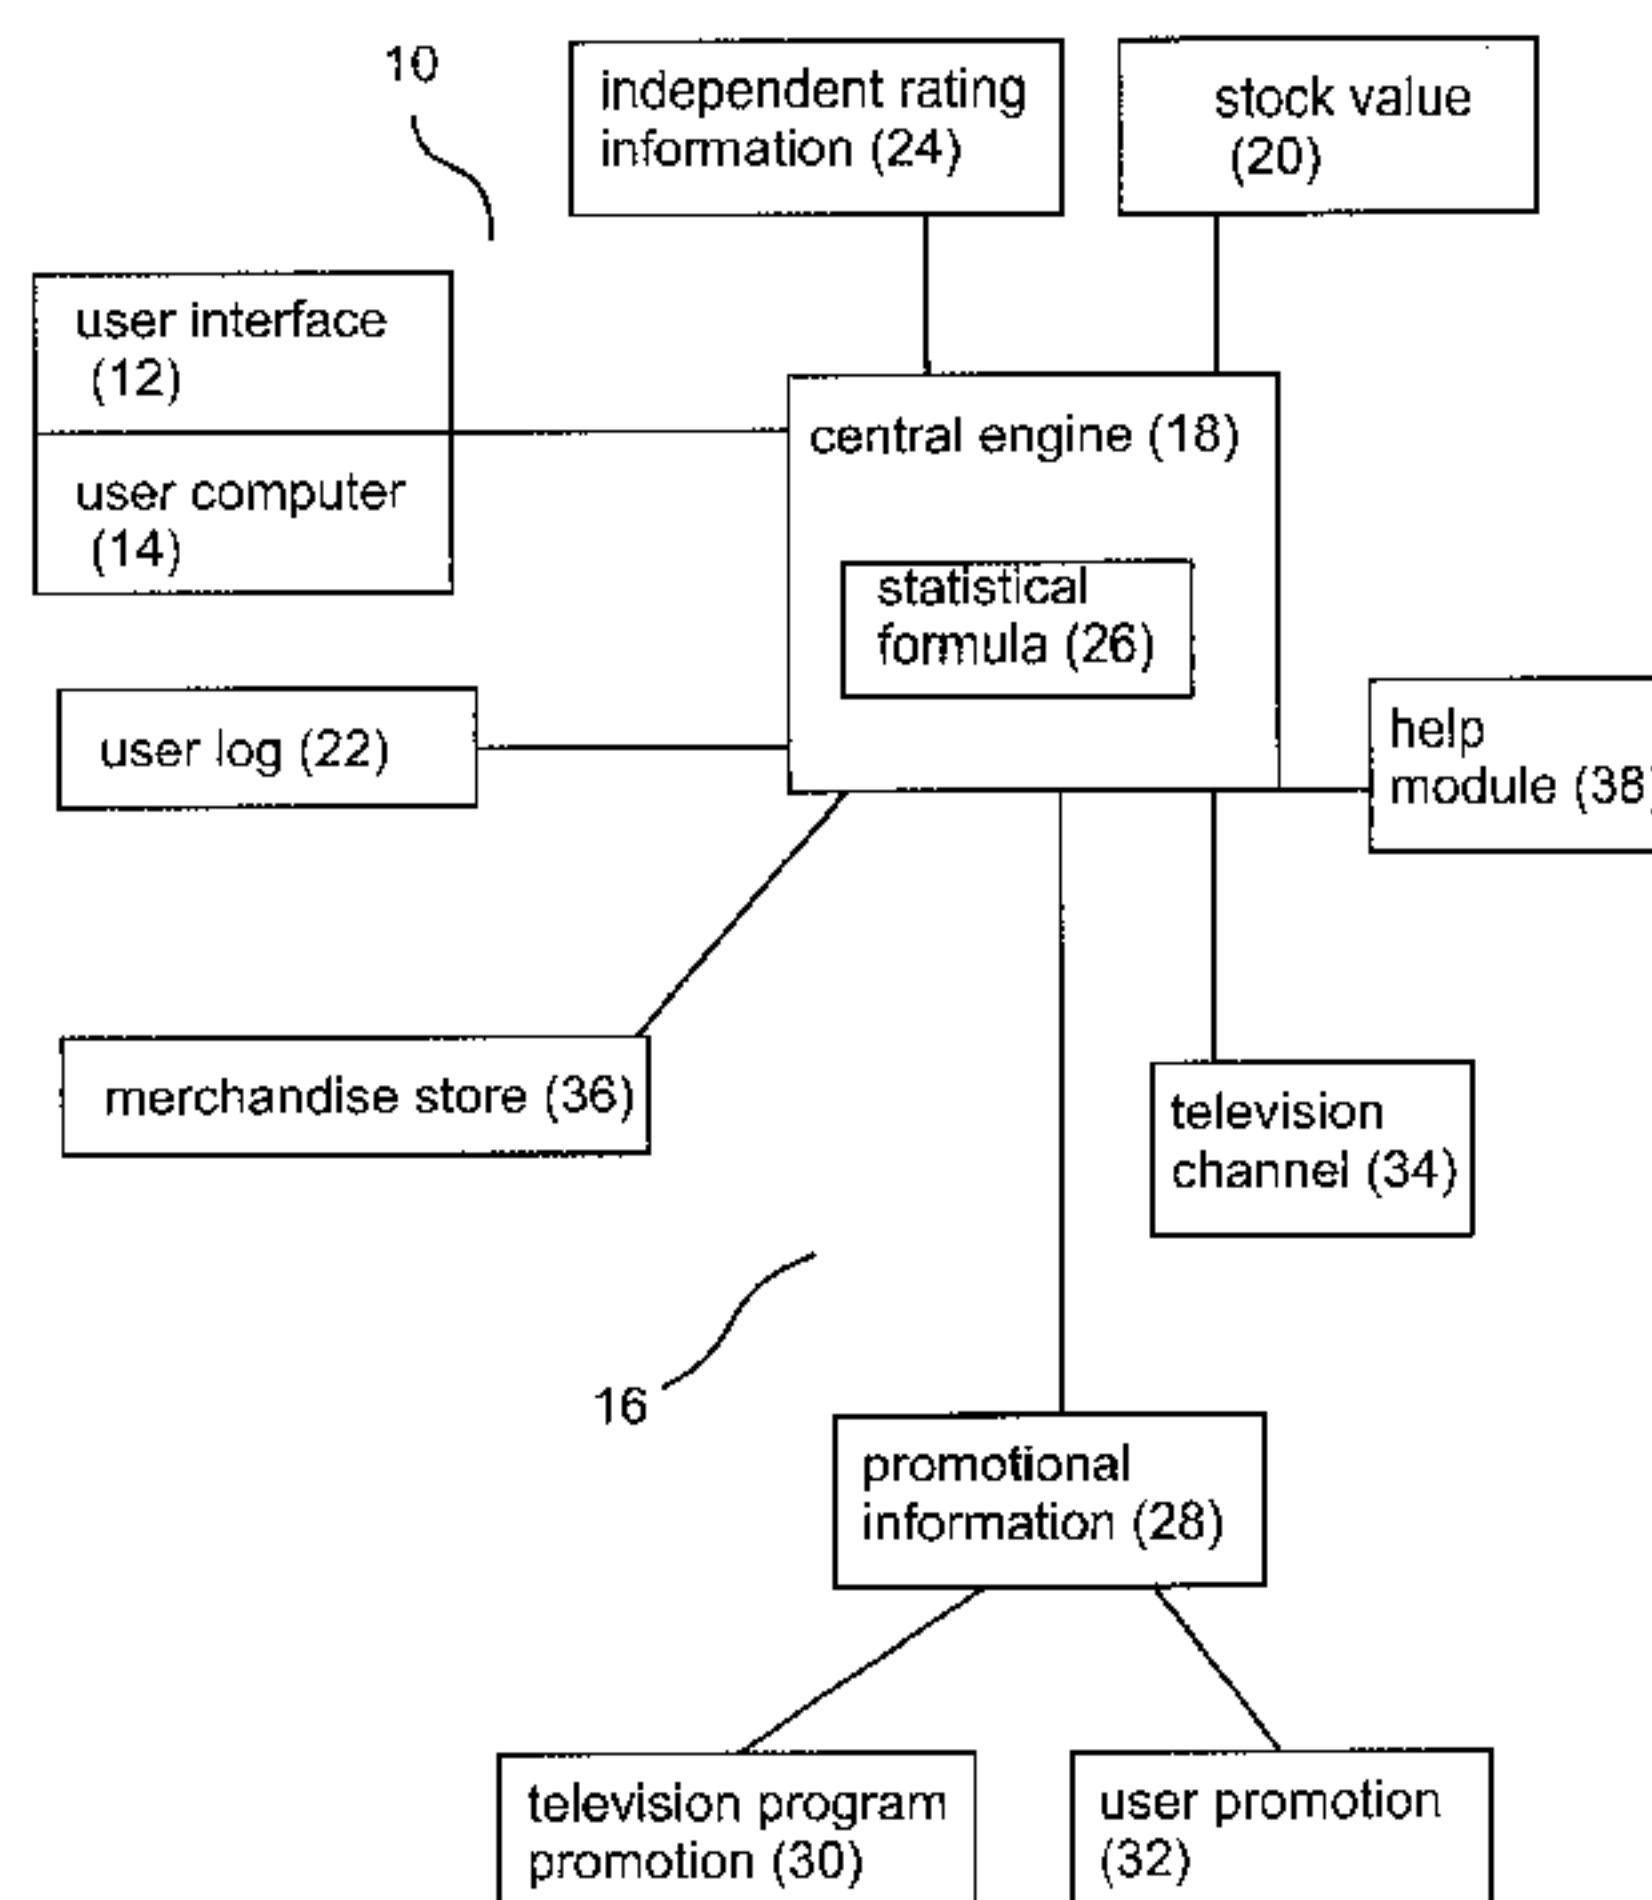 10
independent rating
information (24)
stock value
(20)
user interface
(12)
central engine (18)
user computer
(14)
statistical
formula (26)
user log (22)
help
module (38)
merchandise store (36)
television
channel (34)
16
promotional
information (28)
television program
promotion (30)
user promotion
(32)